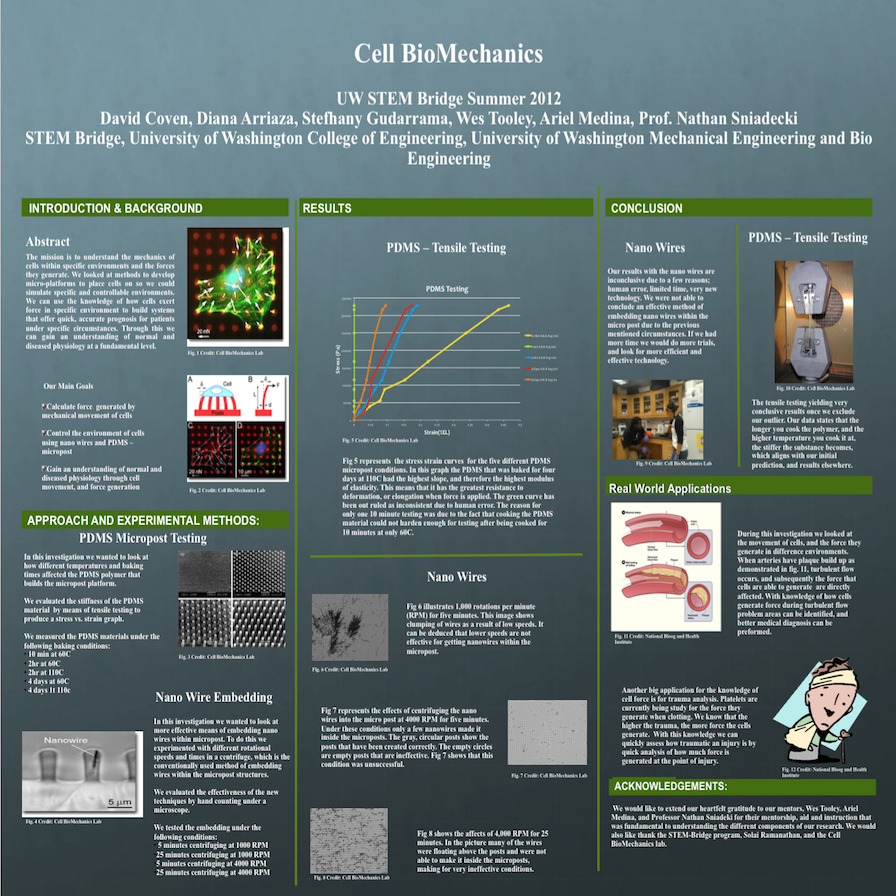 Cell BioMechanics
UW STEM Bridge Summer 2012
David Coven, Diana Arriaza, Stefhany Gudarrama, Wes Tooley, Ariel Medina, Prof. Nathan Sniadecki
STEM Bridge, University of Washington College of Engineering, University of Washington Mechanical Engineering and Bio
Engineering
INTRODUCTION & BACKGROUND
Abstract
The mission is to understand the mechanics of
cells within specific environments and the forces
they generate. We looked at methods to develop
micro-platforms to place cells on so we could
simulate specific and controllable environments.
We can use the knowledge of how cells exert
force in specific environment to build systems
that offer quick, accurate prognosis for patients
under specific circumstances. Through this we
can gain an understanding of normal and
diseased physiology at a fundamental level.
20 nN
Fig. 1 Credit: Cell BioMechanics Lab
Our Main Goals
Calculate force generated by
mechanical movement of cells
Control the environment of cells
using nano wires and PDMS –
micropost
Gain an understanding of normal and
diseased physiology through cell
movement, and force generation
A
Cell
Posts
B
F
C
D
20 nN
10 µm
Fig. 2 Credit: Cell BioMechanics Lab
APPROACH AND EXPERIMENTAL METHODS:
PDMS Micropost Testing
In this investigation we wanted to look at
how different temperatures and baking
times affected the PDMS polymer that
builds the micropost platform.
We evaluated the stiffness of the PDMS
material by means of tensile testing to
produce a stress vs. strain graph.
We measured the PDMS materials under the
following baking conditions:
• 10 min at 60C
• 2hr at 60C
• 2hr at 110C
• 4 days at 60C
• 4 days 1t 110c
Fig. 3 Credit: Cell BioMechanics Lab
Nano Wire Embedding
In this investigation we wanted to look at
more effective means of embedding nano
wires within micropost. To do this we
experimented with different rotational
speeds and times in a centrifuge, which is the
conventionally used method of embedding
wires within the micropost structures.
We evaluated the effectiveness of the new
techniques by hand counting under a
microscope.
We tested the embedding under the
following conditions:
5 minutes centrifuging at 1000 RPM
25 minutes centrifuging at 1000 RPM
5 minutes centrifuging at 4000 RPM
25 minutes centrifuging at 4000 RPM
Nanowire
5 µm
Fig. 4 Credit: Cell BioMechanics Lab
RESULTS
PDMS – Tensile Testing
PDMS Testing
Stress (Pa)
Strain(1EL)
Fig. 5 Credit: Cell BioMechanics Lab
Fig 5 represents the stress strain curves for the five different PDMS
micropost conditions. In this graph the PDMS that was baked for four
days at 110C had the highest slope, and therefore the highest modulus
of elasticity. This means that it has the greatest resistance to
deformation, or elongation when force is applied. The green curve has
been out ruled as inconsistent due to human error. The reason for
only one 10 minute testing was due to the fact that cooking the PDMS
material could not harden enough for testing after being cooked for
10 minutes at only 60C.
Nano Wires
Fig 6 illustrates 1,000 rotations per minute
(RPM) for five minutes. This image shows
clumping of wires as a result of low speeds. It
can be deduced that lower speeds are not
effective for getting nanowires within the
micropost.
Fig. 6 Credit: Cell BioMechanics Lab
Fig 7 represents the effects of centrifuging the nano
wires into the micro post at 4000 RPM for five minutes.
Under these conditions only a few nanowires made it
inside the microposts. The gray, circular posts show the
posts that have been created correctly. The empty circles
are empty posts that are ineffective. Fig 7 shows that this
condition was unsuccessful.
Fig. 7 Credit: Cell BioMechanics Lab
Fig 8 shows the affects of 4,000 RPM for 25
minutes. In the picture many of the wires
were floating above the posts and were not
able to make it inside the microposts,
making for very ineffective conditions.
Fig. 8 Credit: Cell BioMechanics Lab
CONCLUSION
Nano Wires
Our results with the nano wires are
inconclusive due to a few reasons;
human error, limited time, very new
technology. We were not able to
conclude an effective method of
embedding nano wires within the
micro post due to the previous
mentioned circumstances. If we had
more time we would do more trials,
and look for more efficient and
effective technology.
Fig. 9 Credit: Cell BioMechanics Lab
PDMS – Tensile Testing
Fig. 10 Credit: Cell BioMechanics Lab
The tensile testing yielding very
conclusive results once we exclude
our outlier. Our data states that the
longer you cook the polymer, and the
higher temperature you cook it at,
the stiffer the substance becomes,
which aligns with our initial
prediction, and results elsewhere.
Real World Applications
During this investigation we looked at
the movement of cells, and the force they
generate in difference environments.
When arteries have plaque build up as
demonstrated in fig. 11, turbulent flow
occurs, and subsequently the force that
cells are able to generate are directly
affected. With knowledge of how cells
generate force during turbulent flow
problem areas can be identified, and
better medical diagnosis can be
preformed.
Fig. 11 Credit: National Bloog and Health
Institute
Another big application for the knowledge of
cell force is for trauma analysis. Platelets are
currently being study for the force they
generate when clotting. We know that the
higher the trauma, the more force the cells
generate. With this knowledge we can
quickly assess how traumatic an injury is by
quick analysis of how much force is
generated at the point of injury.
Fig. 12 Credit: National Bloog and Health
Institute
ACKNOWLEDGEMENTS:
We would like to extend our heartfelt gratitude to our mentors, Wes Tooley, Ariel
Medina, and Professor Nathan Sniadeki for their mentorship, aid and instruction that
was fundamental to understanding the different components of our research. We would
also like thank the STEM-Bridge program, Solai Ramanathan, and the Cell
BioMechanics lab.